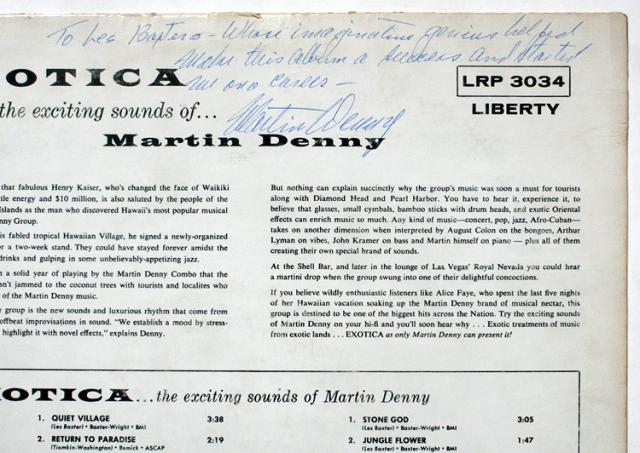 To Les Baxter - Whose imaginative genius helped
make this album a success and started
me on a career -
Martin Denny
OTICA
LRP 3034
LIBERTY
the exciting sounds of...
Martin Denny
that fabulous Henry Kaiser, who's changed the face of Waikiki
tle energy and $10 million, is also saluted by the people of the
Islands as the man who discovered Hawaii's most popular musical
nny Group.
is fabled tropical Hawaiian Village, he signed a newly-organized
r a two-week stand. They could have stayed forever amidst the
drinks and gulping in some unbelievably-appetizing jazz.
n a solid year of playing by the Martin Denny Combo that the
sn't jammed to the coconut trees with tourists and localites who
of the Martin Denny music.
e group is the new sounds and luxurious rhythm that come from
offbeat improvisations in sound. "We establish a mood by stress-
highlight it with novel effects," explains Denny.
But nothing can explain succinctly why the group's music was soon a must for tourists
along with Diamond Head and Pearl Harbor. You have to hear it, experience it, to
believe that glasses, small cymbals, bamboo sticks with drum heads, and exotic Oriental
effects can enrich music so much. Any kind of music—concert, pop, jazz, Afro-Cuban—
takes on another dimension when interpreted by August Colon on the bongoes, Arthur
Lyman on vibes, John Kramer on bass and Martin himself on piano — plus all of them
creating their own special brand of sounds.
At the Shell Bar, and later in the lounge of Las Vegas' Royal Nevada you could hear
a martini drop when the group swung into one of their delightful concoctions.
If you believe wildly enthusiastic listeners like Alice Faye, who spent the last five nights
of her Hawaiian vacation soaking up the Martin Denny brand of musical nectar, this
group is destined to be one of the biggest hits across the Nation. Try the exciting sounds
of Martin Denny on your hi-fi and you'll soon hear why . . . Exotic treatments of music
from exotic lands . . . EXOTICA as only Martin Denny can present it!
XOTICA...the exciting sounds of Martin Denny
1. QUIET VILLAGE 3:38
(Les Baxter) • Baxter-Wright • BMI
2. RETURN TO PARADISE 2:19
(Tiomkin-Washington) • Remick • ASCAP
1. STONE GOD 3:05
(Les Baxter) • Baxter-Wright • BMI
2. JUNGLE FLOWER 1:47
(Les Baxter) • Baxter-Wright • BMI